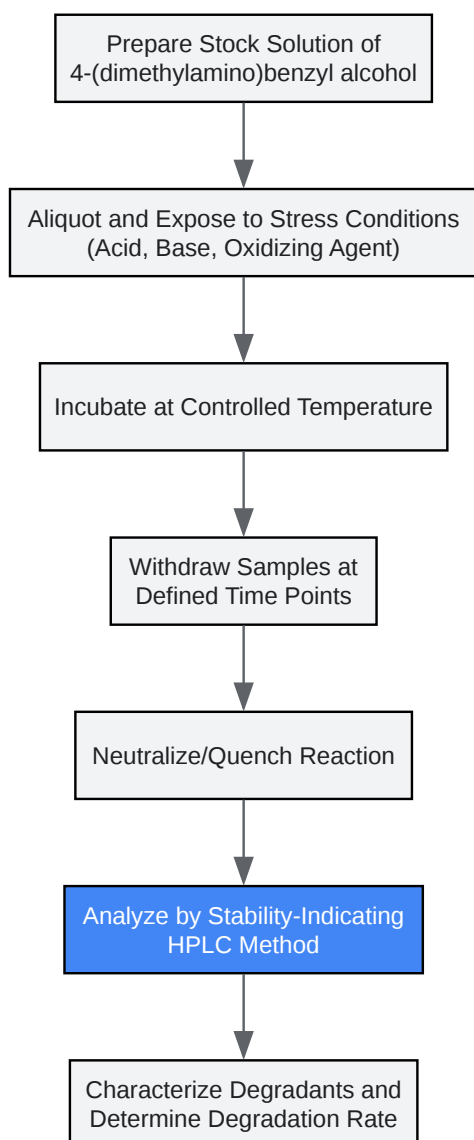 Prepare Stock Solution of
4-(dimethylamino)benzyl alcohol
Aliquot and Expose to Stress Conditions
(Acid, Base, Oxidizing Agent)
Incubate at Controlled Temperature
Withdraw Samples at
Defined Time Points
Neutralize/Quench Reaction
Analyze by Stability-Indicating
HPLC Method
Characterize Degradants and
Determine Degradation Rate